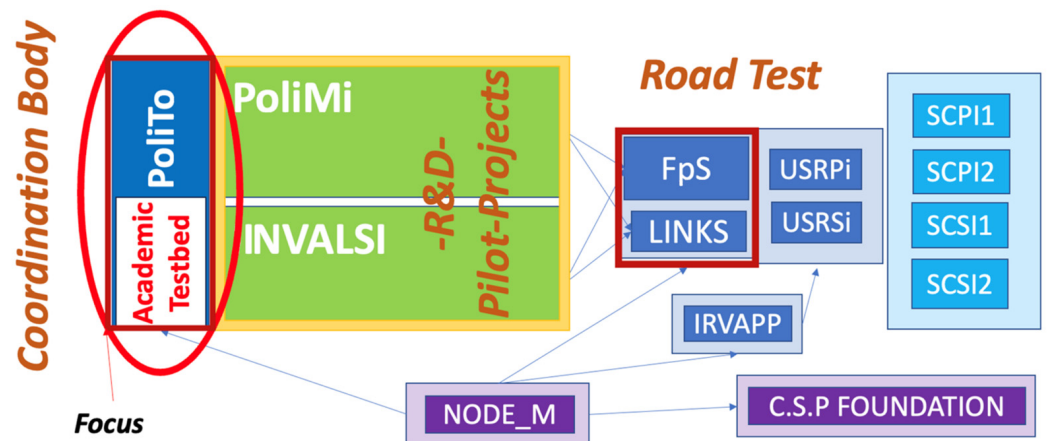 Coordination Body
PoliTo
Academic
Testbed
PoliMi
INVALSI
-R&D-
Pilot-Projects
Road Test
FpS
LINKS
USRPi
USRSi
SCPI1
SCPI2
SCSI1
SCSI2
IRVAPP
NODE_M
C.S.P FOUNDATION
Focus